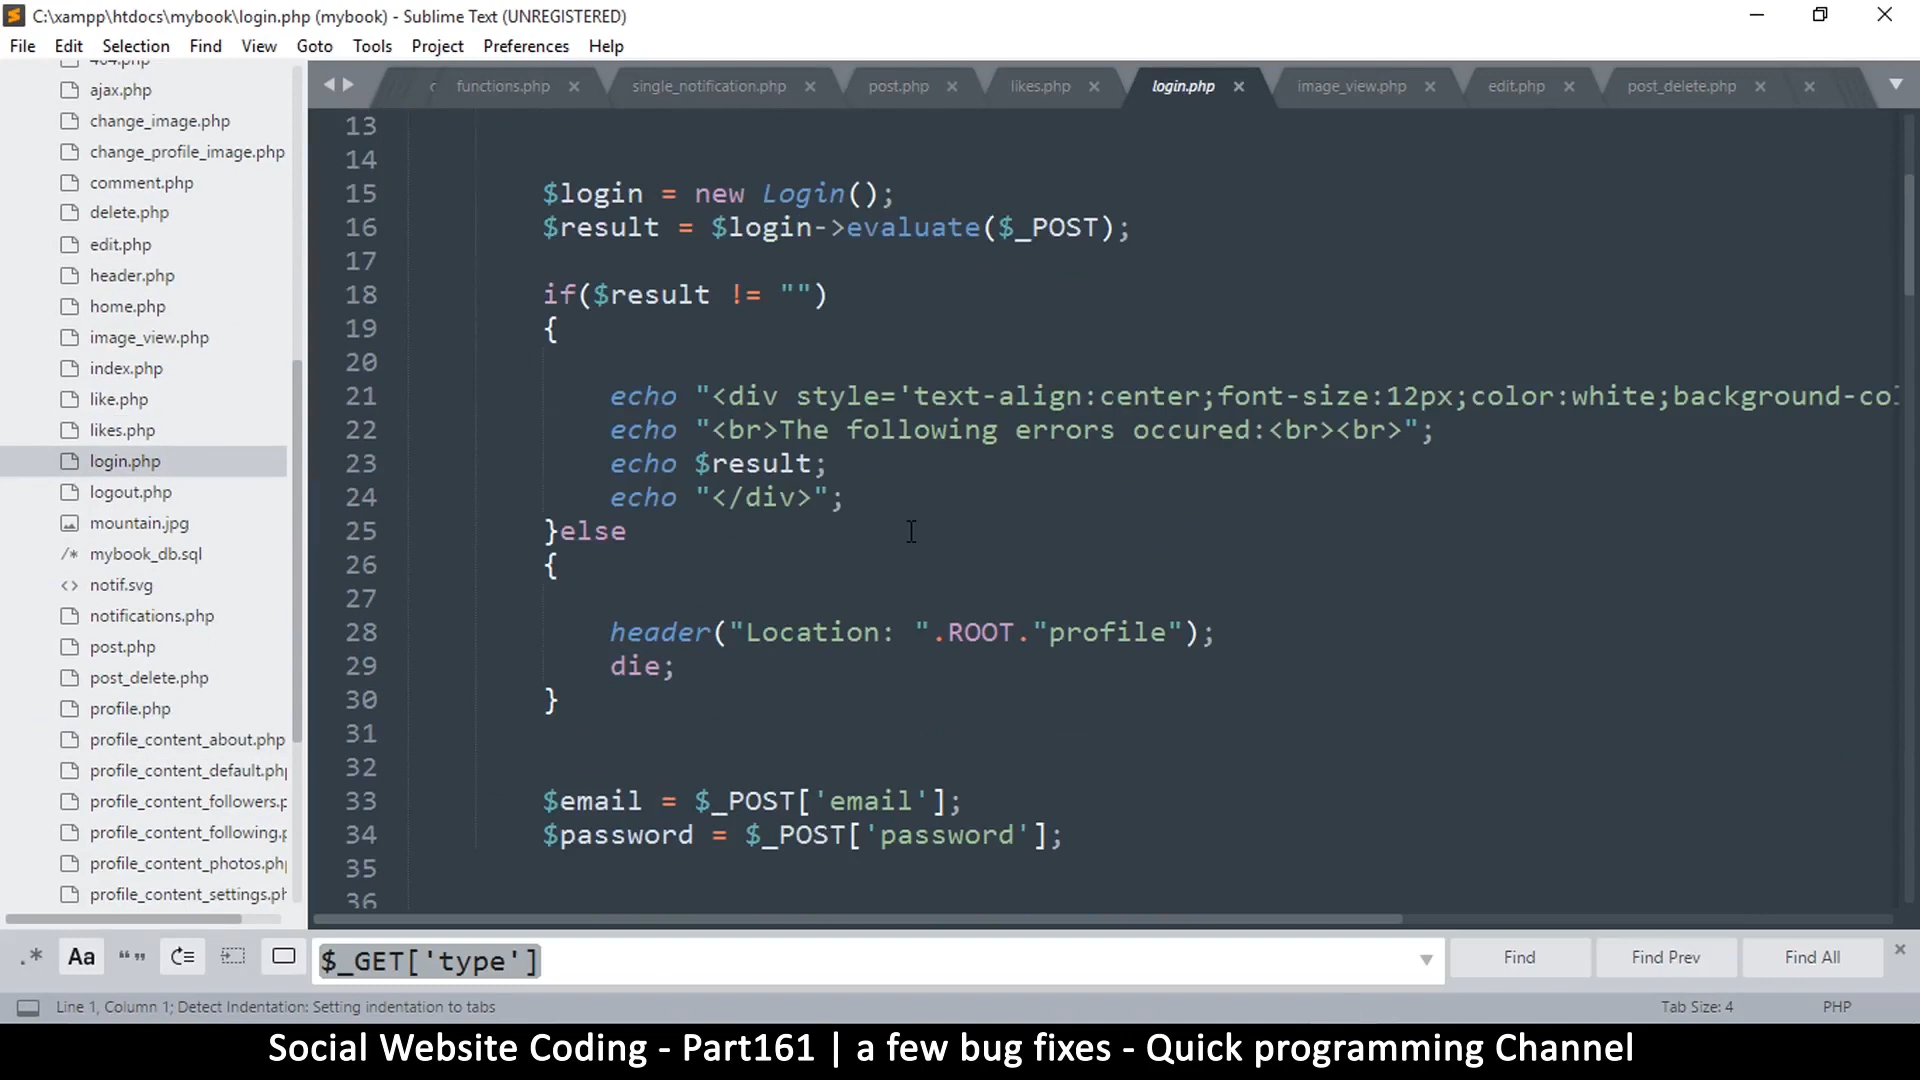 C:\xampp\htdocs\mybook\login.php (mybook) - Sublime Text (UNREGISTERED)
File Edit Selection Find View Goto Tools Project Preferences Help
functions.php single_notification.php post.php likes.php login.php image_view.php edit.php post_delete.php
404.php
ajax.php
change_image.php
change_profile_image.php
comment.php
delete.php
edit.php
header.php
home.php
image_view.php
index.php
like.php
likes.php
login.php
logout.php
mountain.jpg
/* mybook_db.sql
<> notif.svg
notifications.php
post.php
post_delete.php
profile.php
profile_content_about.php
profile_content_default.php
profile_content_followers.p
profile_content_following.p
profile_content_photos.php
profile_content_settings.ph
13
14
15 $login = new Login();
16 $result = $login->evaluate($_POST);
17
18 if($result != "")
19 {
20
21 echo "<div style='text-align:center;font-size:12px;color:white;background-co
22 echo "<br>The following errors occured:<br><br>";
23 echo $result;
24 echo "</div>";
25 }else
26 {
27
28 header("Location: ".ROOT."profile");
29 die;
30 }
31
32
33 $email = $_POST['email'];
34 $password = $_POST['password'];
35
36
.* Aa “” $_GET['type'] Find Find Prev Find All
Line 1, Column 1; Detect Indentation: Setting indentation to tabs Tab Size: 4 PHP
Social Website Coding - Part161 | a few bug fixes - Quick programming Channel